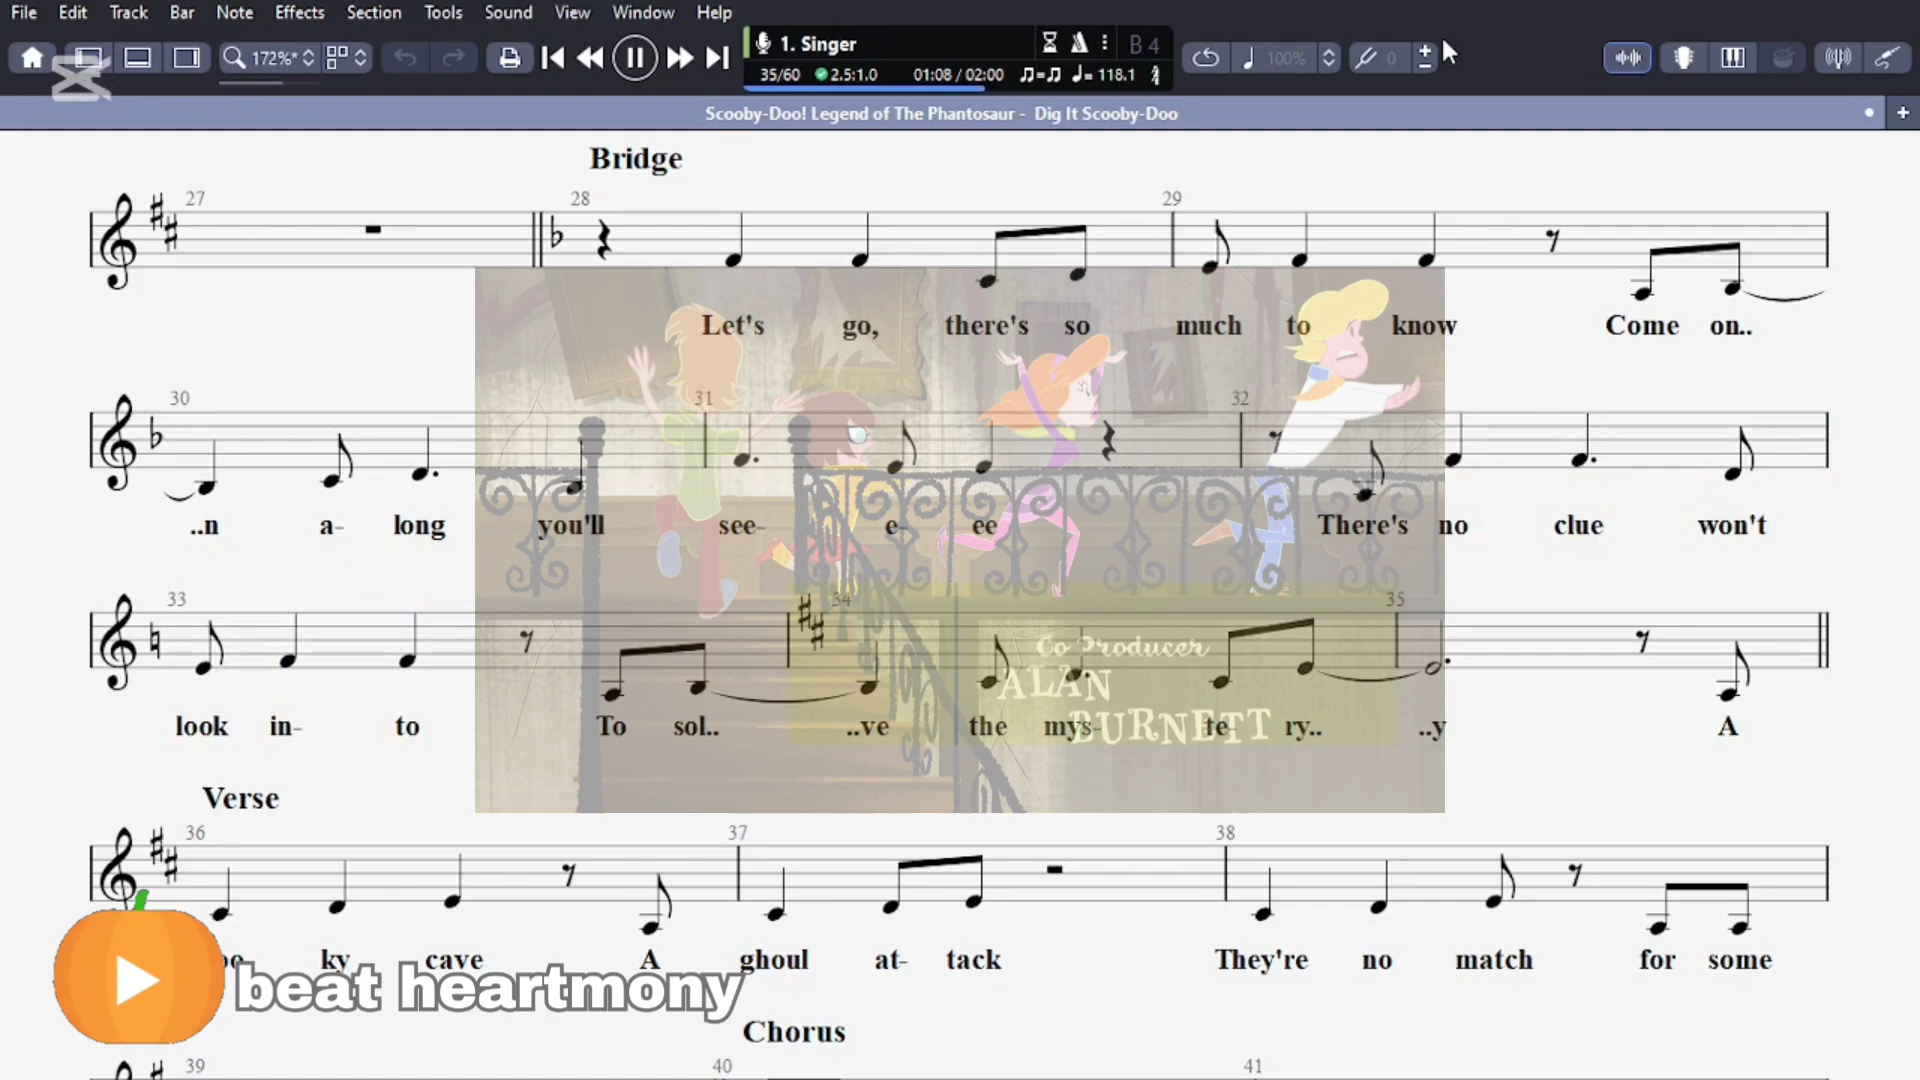 File Edit Track Bar Note Effects Section Tools Sound View Window Help
172%* 1. Singer B 4 100% 0
35/60 2.5:1.0 01:08 / 02:00 ♫=♫ ♩= 118.1
Scooby-Doo! Legend of The Phantosaur - Dig It Scooby-Doo
Bridge
27 28 29
Let's go, there's so much to know Come on..
30 31 32
..n a- long you'll see- e- ee There's no clue won't
33 34 35
Co Producer
ALAN
BURNETT
look in- to To sol.. ..ve the mys- te- ry.. ..y A
Verse
36 37 38
ky cave A ghoul at- tack They're no match for some
beat heartmony
Chorus
39 40 41